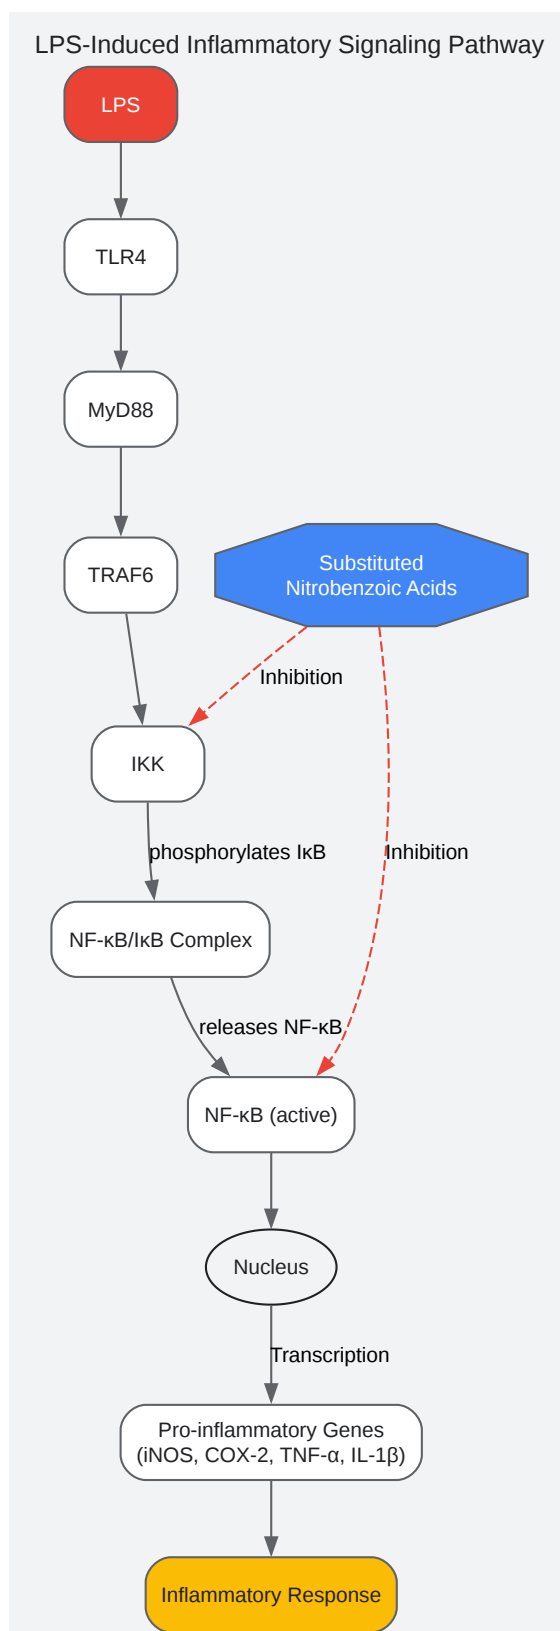 LPS-Induced Inflammatory Signaling Pathway
LPS
TLR4
MyD88
TRAF6
Substituted
Nitrobenzoic Acids
Inhibition
IKK
phosphorylates IκB
Inhibition
NF-κB/IκB Complex
releases NF-κB
NF-κB (active)
Nucleus
Transcription
Pro-inflammatory Genes
(iNOS, COX-2, TNF-α, IL-1β)
Inflammatory Response